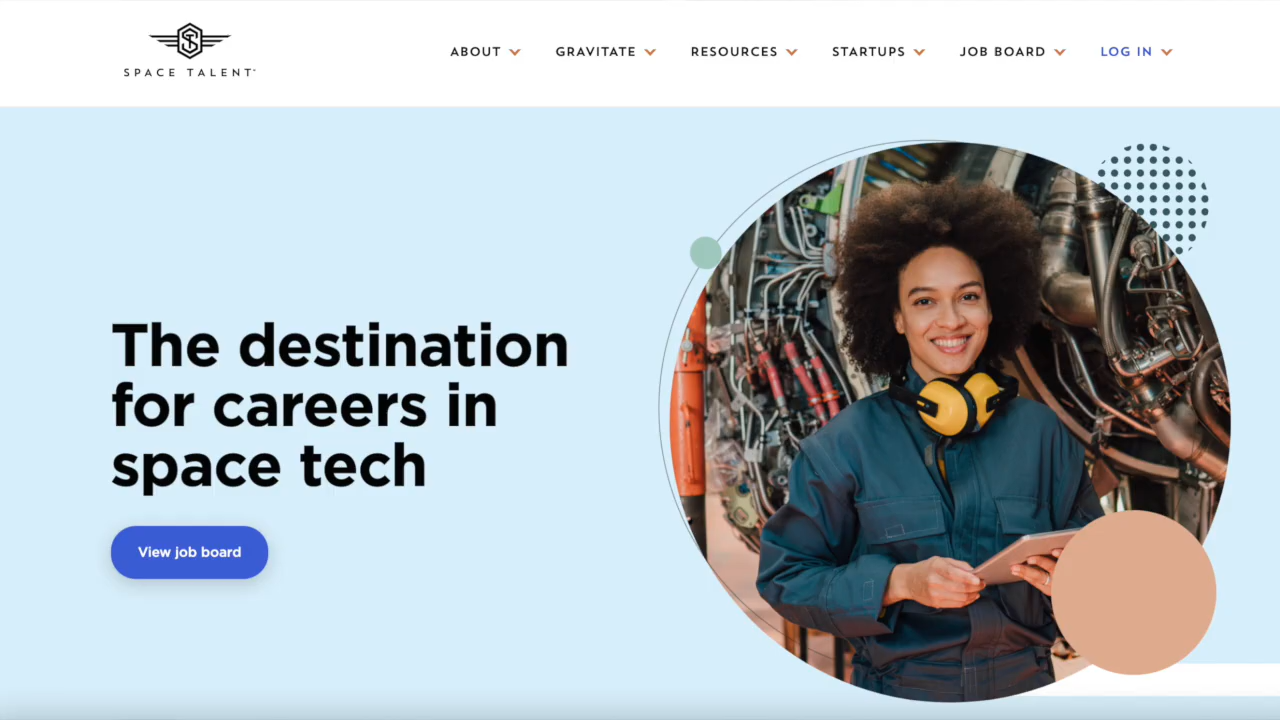 SPACE TALENT
ABOUT
GRAVITATE
RESOURCES
STARTUPS
JOB BOARD
LOG IN
The destination
for careers in
space tech
View job board